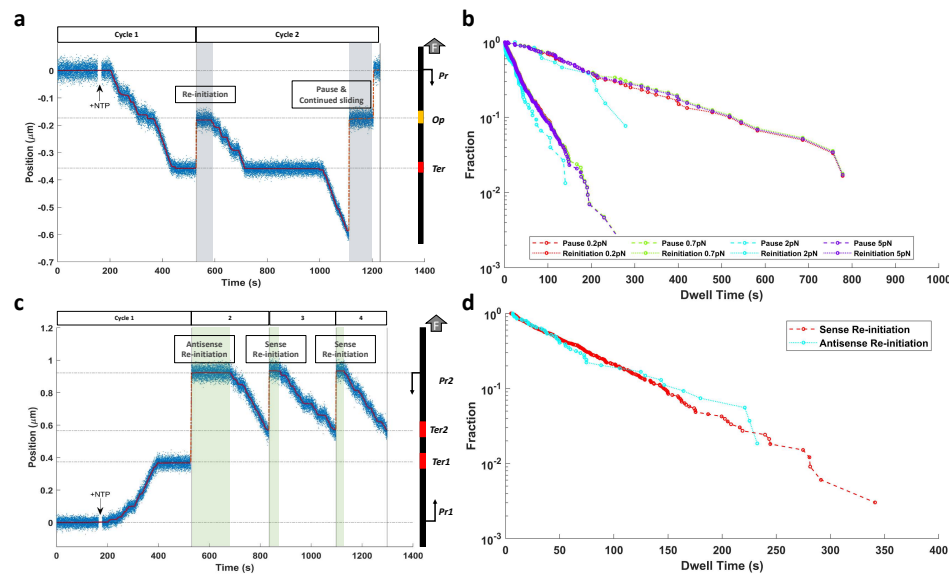 a
Cycle 1
Cycle 2
F
0
-0.1
-0.2
-0.3
-0.4
-0.5
-0.6
-0.7
Position (μm)
+NTP
Re-initiation
Pause &
Continued sliding
Pr
Op
Ter
0
200
400
600
800
1000
1200
1400
Time (s)
b
10⁰
10⁻¹
10⁻²
10⁻³
Fraction
Pause 0.2pN
Pause 0.7pN
Pause 2pN
Pause 5pN
Reinitiation 0.2pN
Reinitiation 0.7pN
Reinitiation 2pN
Reinitiation 5pN
0
100
200
300
400
500
600
700
800
900
1000
Dwell Time (s)
c
Cycle 1
2
3
4
F
1.2
1
0.8
0.6
0.4
0.2
0
Position (μm)
+NTP
Antisense
Re-initiation
Sense
Re-initiation
Sense
Re-initiation
Pr2
Ter2
Ter1
Pr1
0
200
400
600
800
1000
1200
1400
Time (s)
d
10⁰
10⁻¹
10⁻²
10⁻³
Fraction
Sense Re-initiation
Antisense Re-initiation
0
50
100
150
200
250
300
350
400
Dwell Time (s)